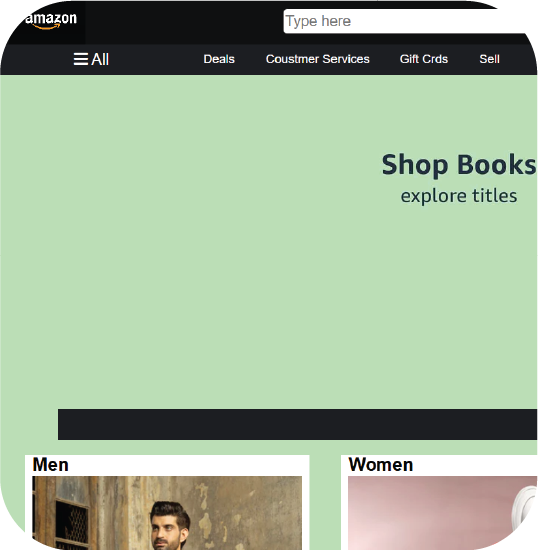 amazon
Type here
All
Deals
Coustmer Services
Gift Crds
Sell
Shop Books
explore titles
Men
Women